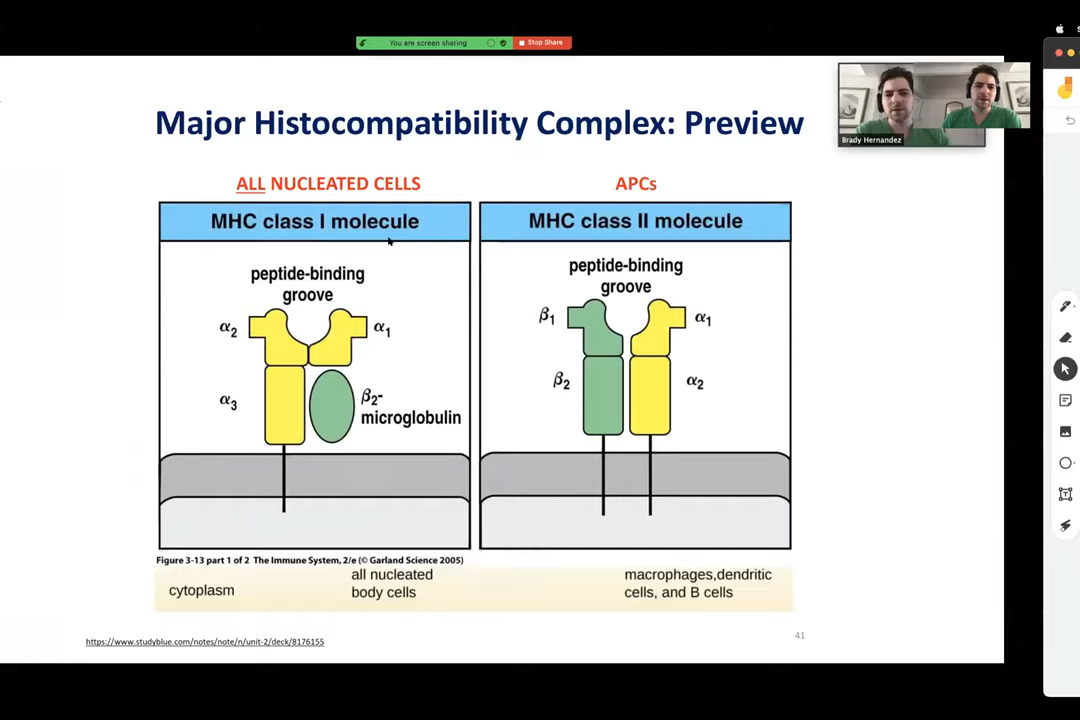 You are screen sharing
Stop Share
Major Histocompatibility Complex: Preview
Brady Hernandez
ALL NUCLEATED CELLS
APCs
MHC class I molecule
MHC class II molecule
peptide-binding
groove
α2
α1
α3
β2-
microglobulin
peptide-binding
groove
β1
α1
β2
α2
Figure 3-13 part 1 of 2 The Immune System, 2/e (© Garland Science 2005)
cytoplasm
all nucleated
body cells
macrophages,dendritic
cells, and B cells
https://www.studyblue.com/notes/note/n/unit-2/deck/8176155
41